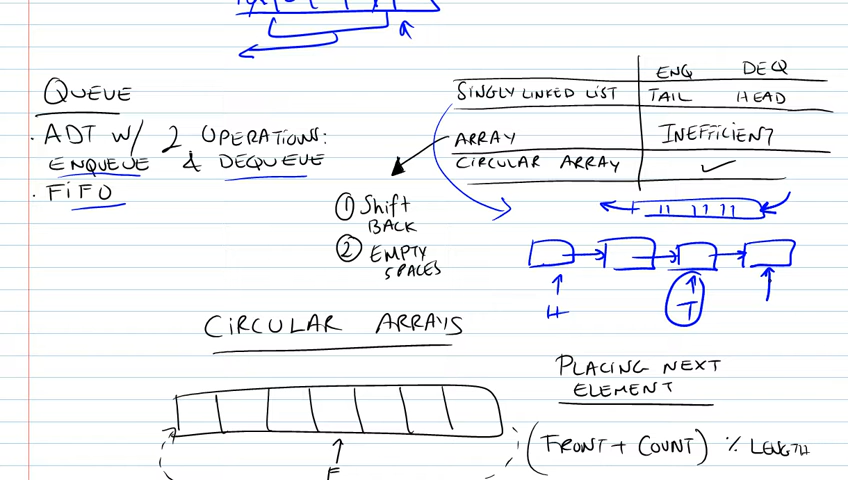 a
QUEUE
· ADT W/ 2 OPERATIONS:
ENQUEUE & DEQUEUE
· FIFO
ENQ DEQ
SINGLY LINKED LIST TAIL HEAD
ARRAY INEFFICIENT
CIRCULAR ARRAY ✓
① Shift
BACK
② EMPTY
SPACES
H T
CIRCULAR ARRAYS
F
PLACING NEXT
ELEMENT
(FRONT + COUNT) % LENGTH